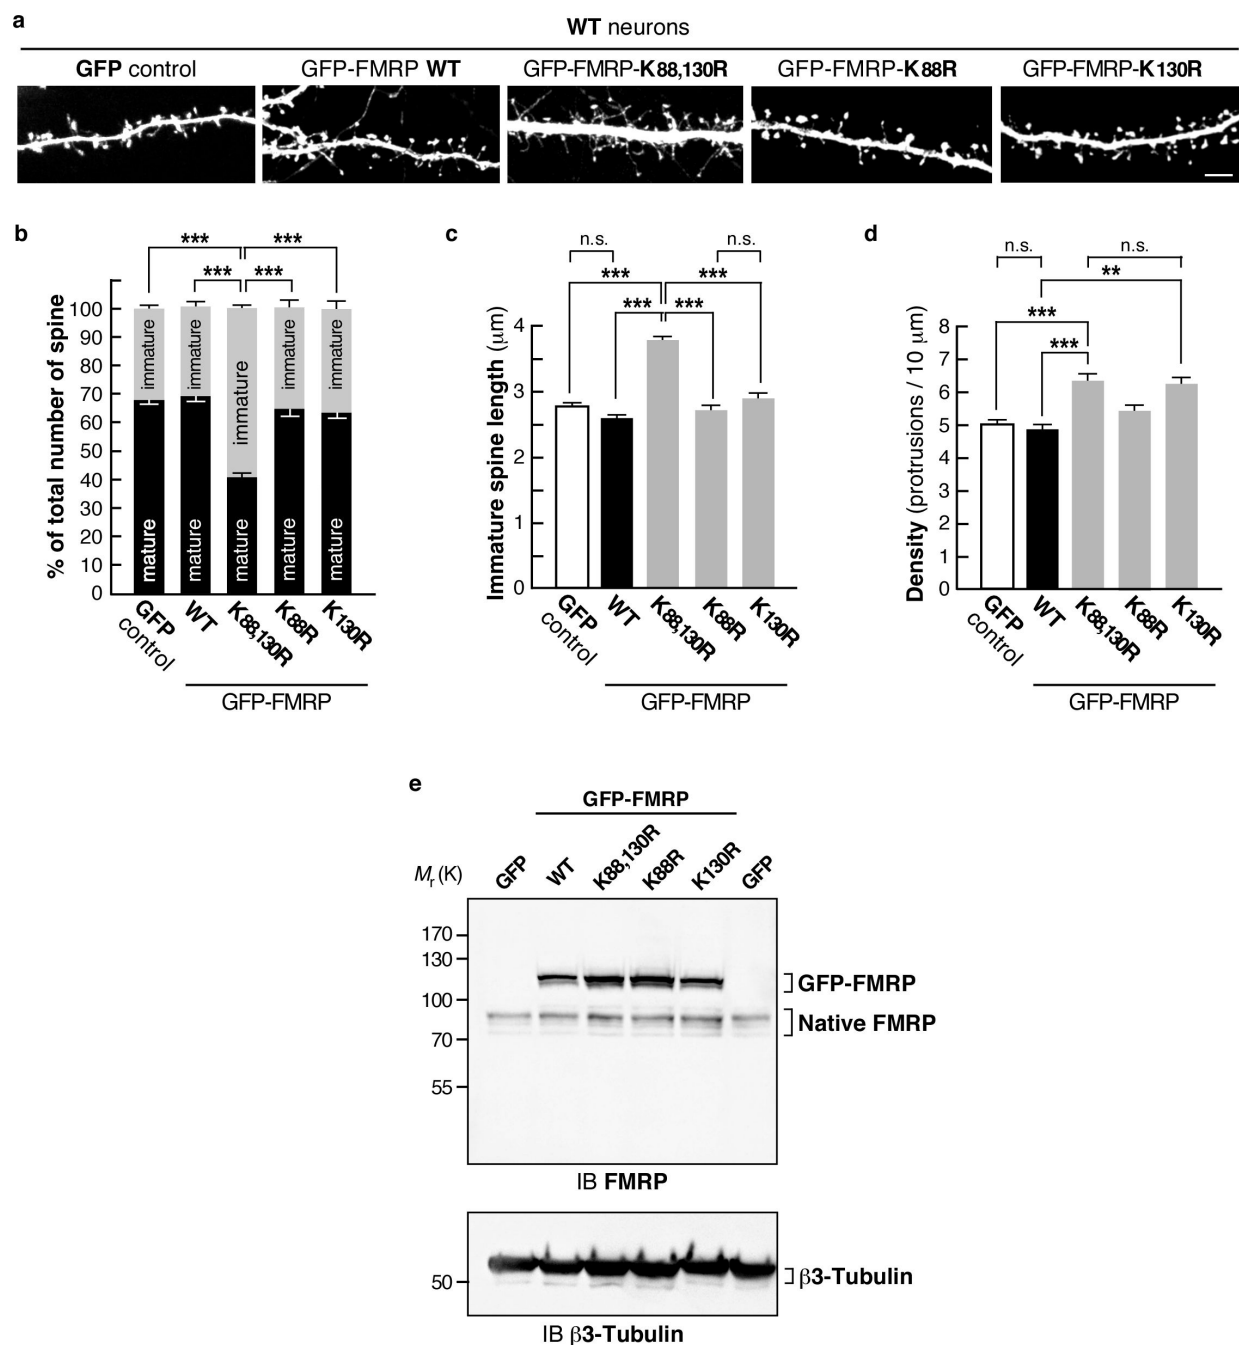 a
WT neurons
GFP control
GFP-FMRP WT
GFP-FMRP-K88,130R
GFP-FMRP-K88R
GFP-FMRP-K130R
b
*** ***
*** ***
% of total number of spine
100
90
80
70
60
50
40
30
20
10
0
immature
immature
immature
immature
immature
mature
mature
mature
mature
mature
GFP
control
WT
K88,130R
K88R
K130R
GFP-FMRP
c
n.s.
n.s.
*** ***
*** ***
Immature spine length (μm)
4
3
2
1
0
GFP
control
WT
K88,130R
K88R
K130R
GFP-FMRP
d
n.s.
n.s.
**
***
***
Density (protrusions / 10 μm)
8
7
6
5
4
3
2
1
0
GFP
control
WT
K88,130R
K88R
K130R
GFP-FMRP
e
GFP-FMRP
Mr (K)
GFP
WT
K88,130R
K88R
K130R
GFP
170
130
100
70
55
GFP-FMRP
Native FMRP
IB FMRP
50
β3-Tubulin
IB β3-Tubulin